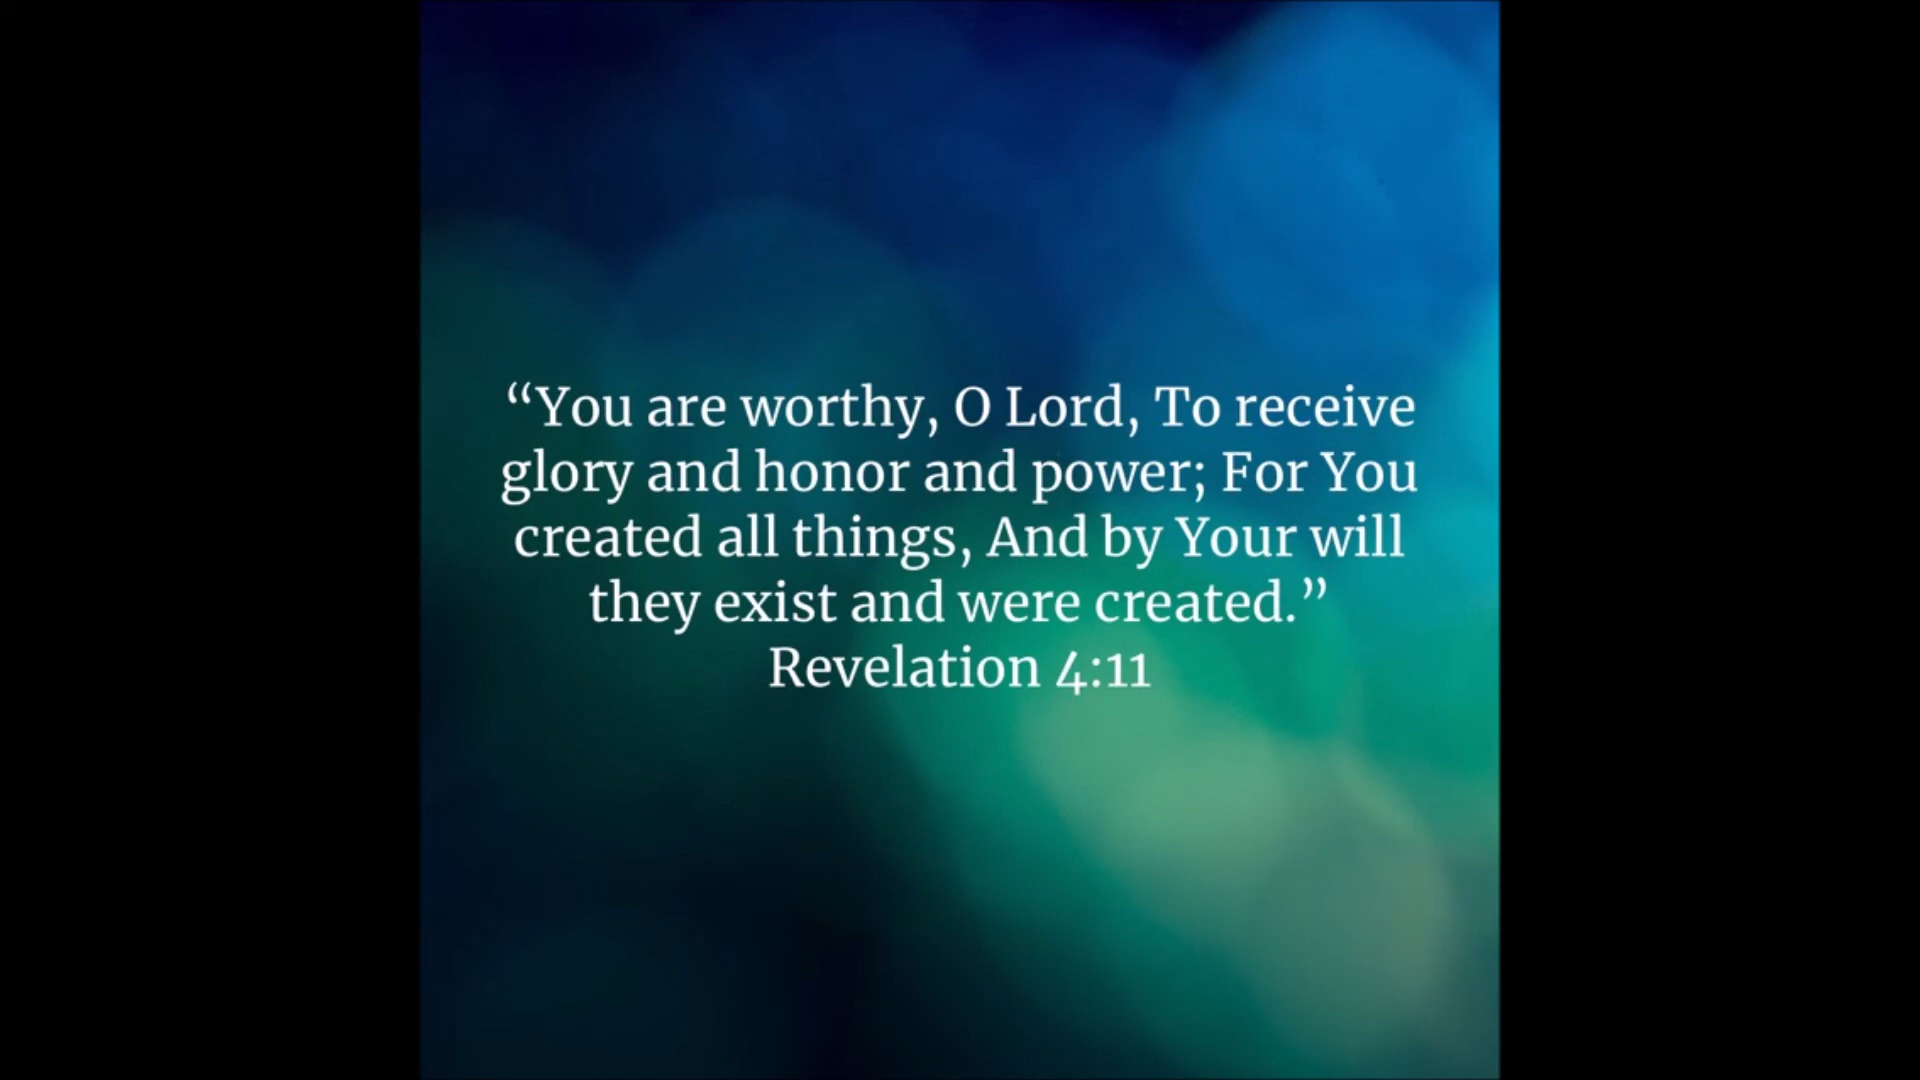 “You are worthy, O Lord, To receive
glory and honor and power; For You
created all things, And by Your will
they exist and were created.”
Revelation 4:11